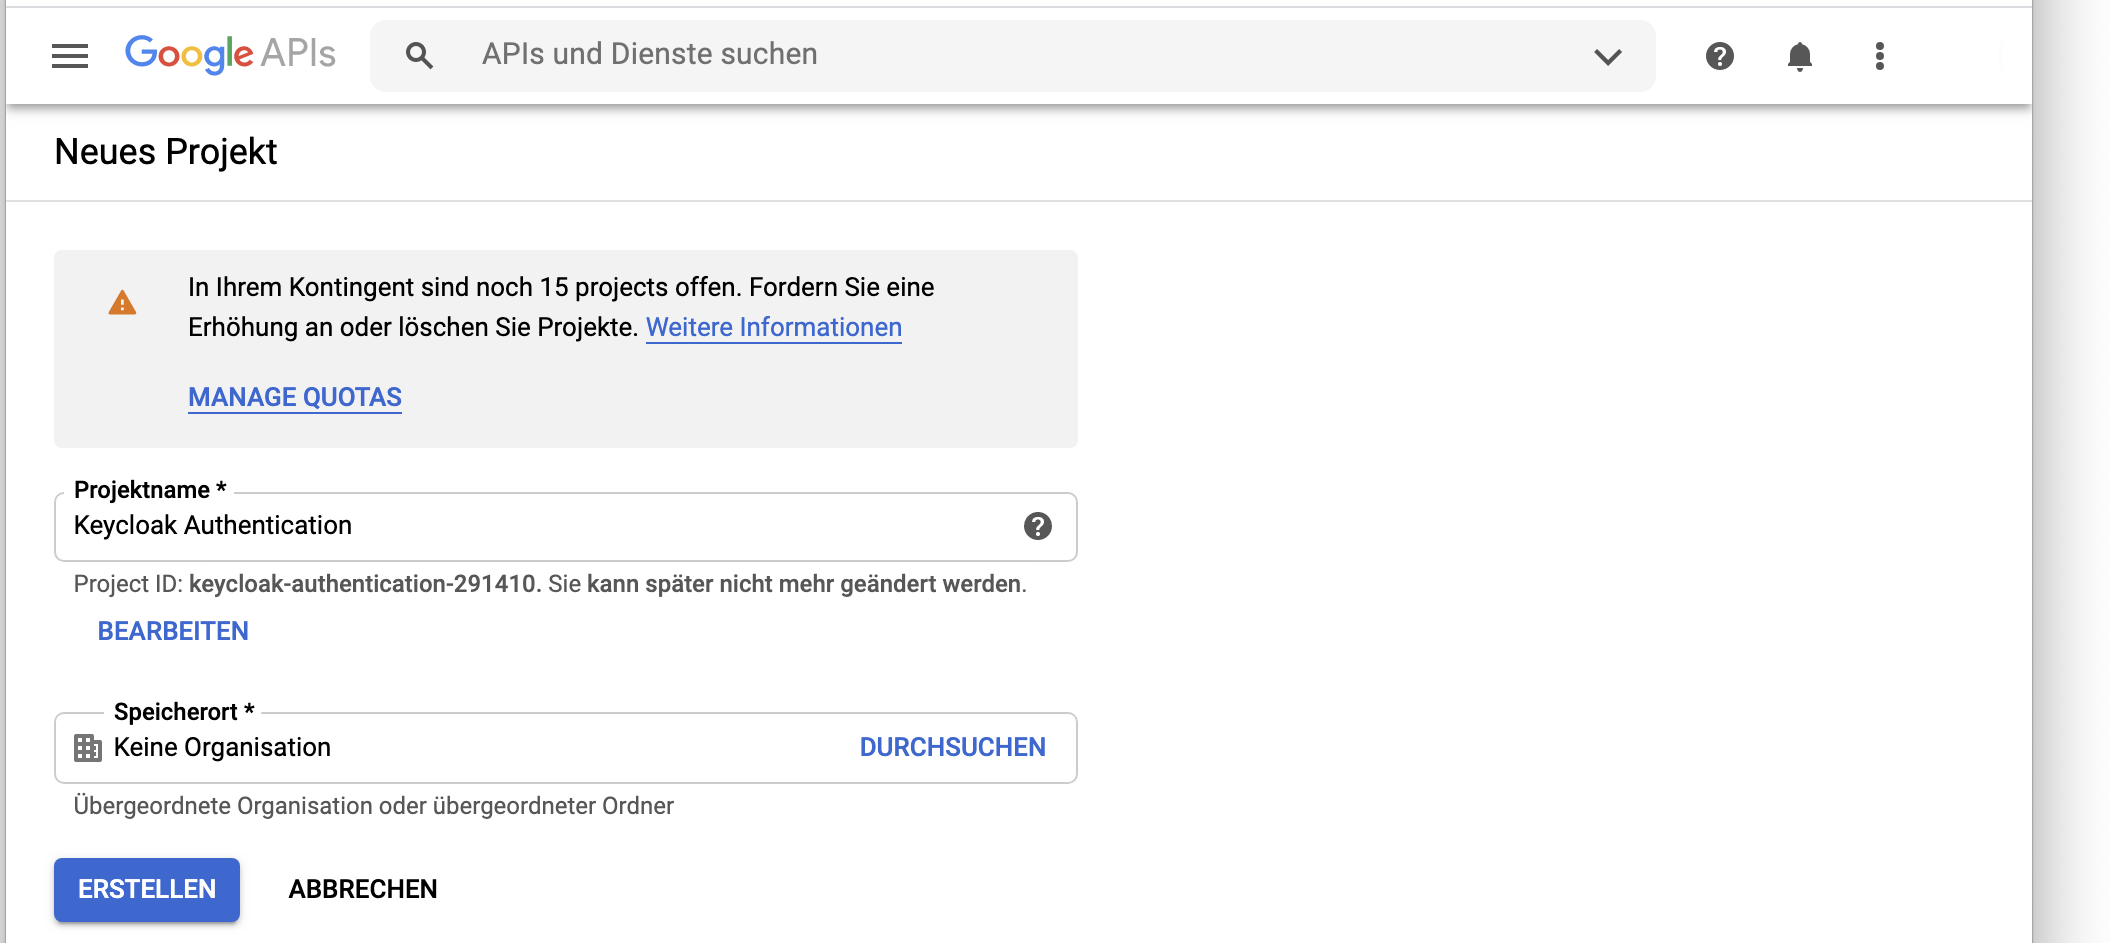 Google APIs
APIs und Dienste suchen
Neues Projekt
In Ihrem Kontingent sind noch 15 projects offen. Fordern Sie eine
Erhöhung an oder löschen Sie Projekte. Weitere Informationen
MANAGE QUOTAS
Projektname *
Keycloak Authentication
Project ID: keycloak-authentication-291410. Sie kann später nicht mehr geändert werden.
BEARBEITEN
Speicherort *
Keine Organisation DURCHSUCHEN
Übergeordnete Organisation oder übergeordneter Ordner
ERSTELLEN ABBRECHEN